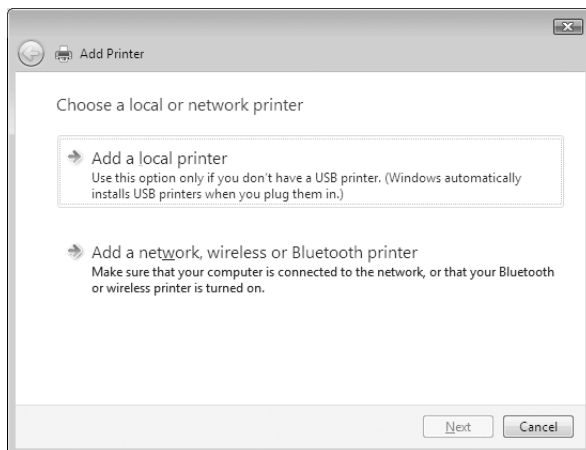 Add Printer
Choose a local or network printer
Add a local printer
Use this option only if you don't have a USB printer. (Windows automatically
installs USB printers when you plug them in.)
Add a network, wireless or Bluetooth printer
Make sure that your computer is connected to the network, or that your Bluetooth
or wireless printer is turned on.
Next Cancel